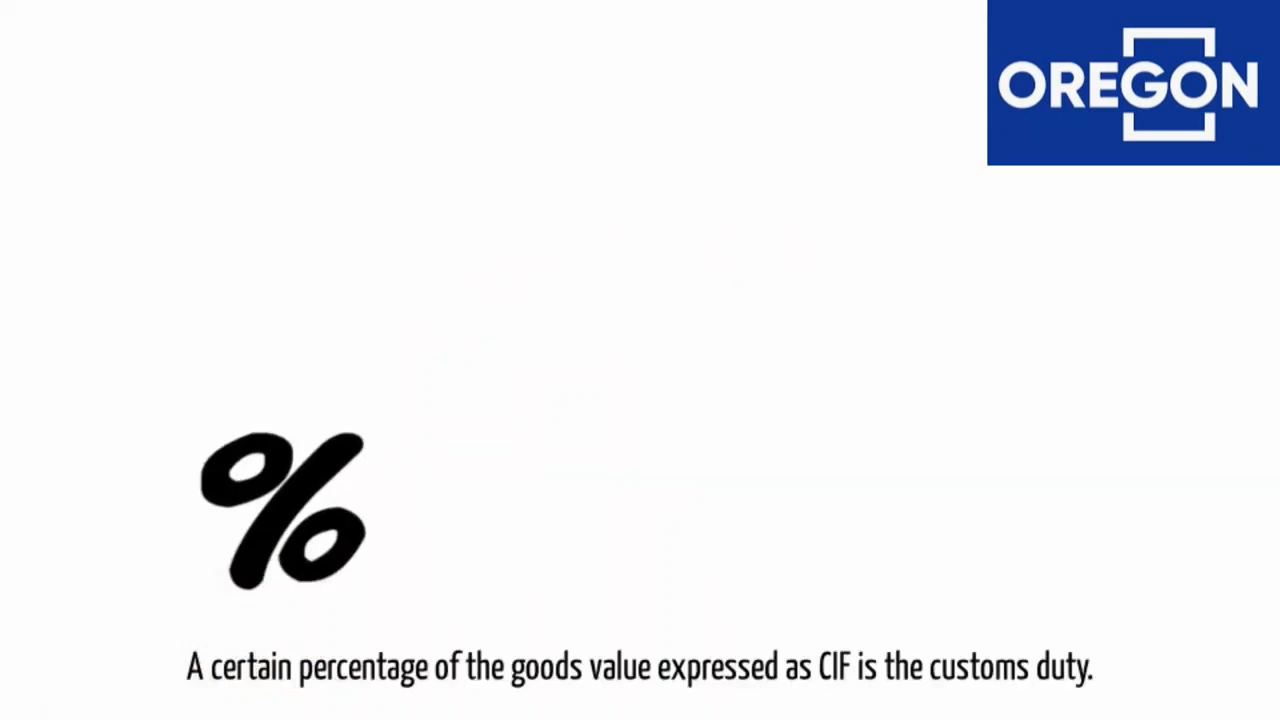 OREGON
%
A certain percentage of the goods value expressed as CIF is the customs duty.